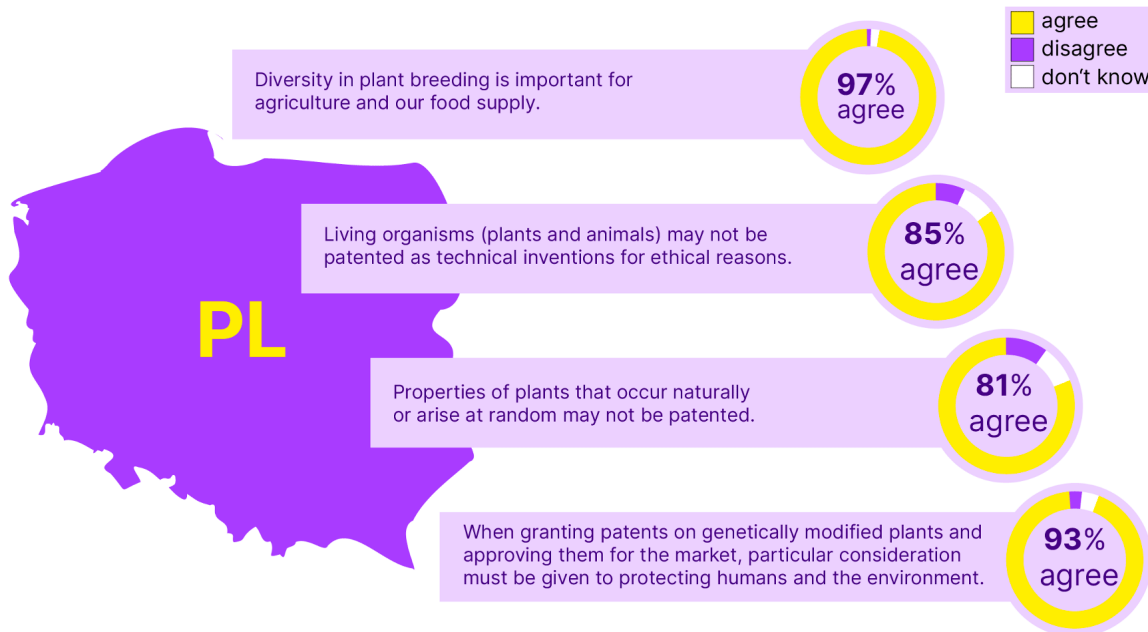 agree
disagree
don't know
Diversity in plant breeding is important for
agriculture and our food supply.
97%
agree
Living organisms (plants and animals) may not be
patented as technical inventions for ethical reasons.
85%
agree
PL
Properties of plants that occur naturally
or arise at random may not be patented.
81%
agree
When granting patents on genetically modified plants and
approving them for the market, particular consideration
must be given to protecting humans and the environment.
93%
agree